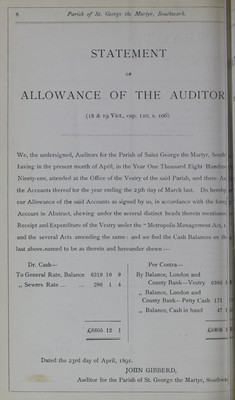 8 Parish of St. George the Martyr, Southwark.
STATEMENT
OF
ALLOWANCE OF THE AUDITOR
(18 & 19 Vict., cap. 120, s. 106)
We, the undersigned, Auditors for the Parish of Saint George the Martyr,
having in the present month of April, in the Year One Thousand Eight Hundred
Ninety-one, attended at the Office of the Vestry of the said Parish, and there
the Accounts thereof for the year ending the 25th day of March last. Do hereby
our Allowance of the said Accounts as signed by us, in accordance with the
Account in Abstract, shewing under the several distinct heads therein mentioned
Receipt and Expenditure of the Vestry under the "Metropolis Management Act,
and the several Acts amending the same: and we find the Cash Balances on
last above-named to be as therein and hereunder shewn :—
Dr. Cash—
To General Rate, Balance 6319 10 9
„ Sewers Rate ... ... 286 1 4
£6605 12 1
Per Contra—
By Balance, London and
County Bank—Vestry
„ Balance, London and
County Bank—Petty Cash 171
„ Balance, Cash in hand 47
Dated the 23rd day of April, 1891.
JOHN GIBBERD,
Auditor for the Parish of St. George the Martyr,